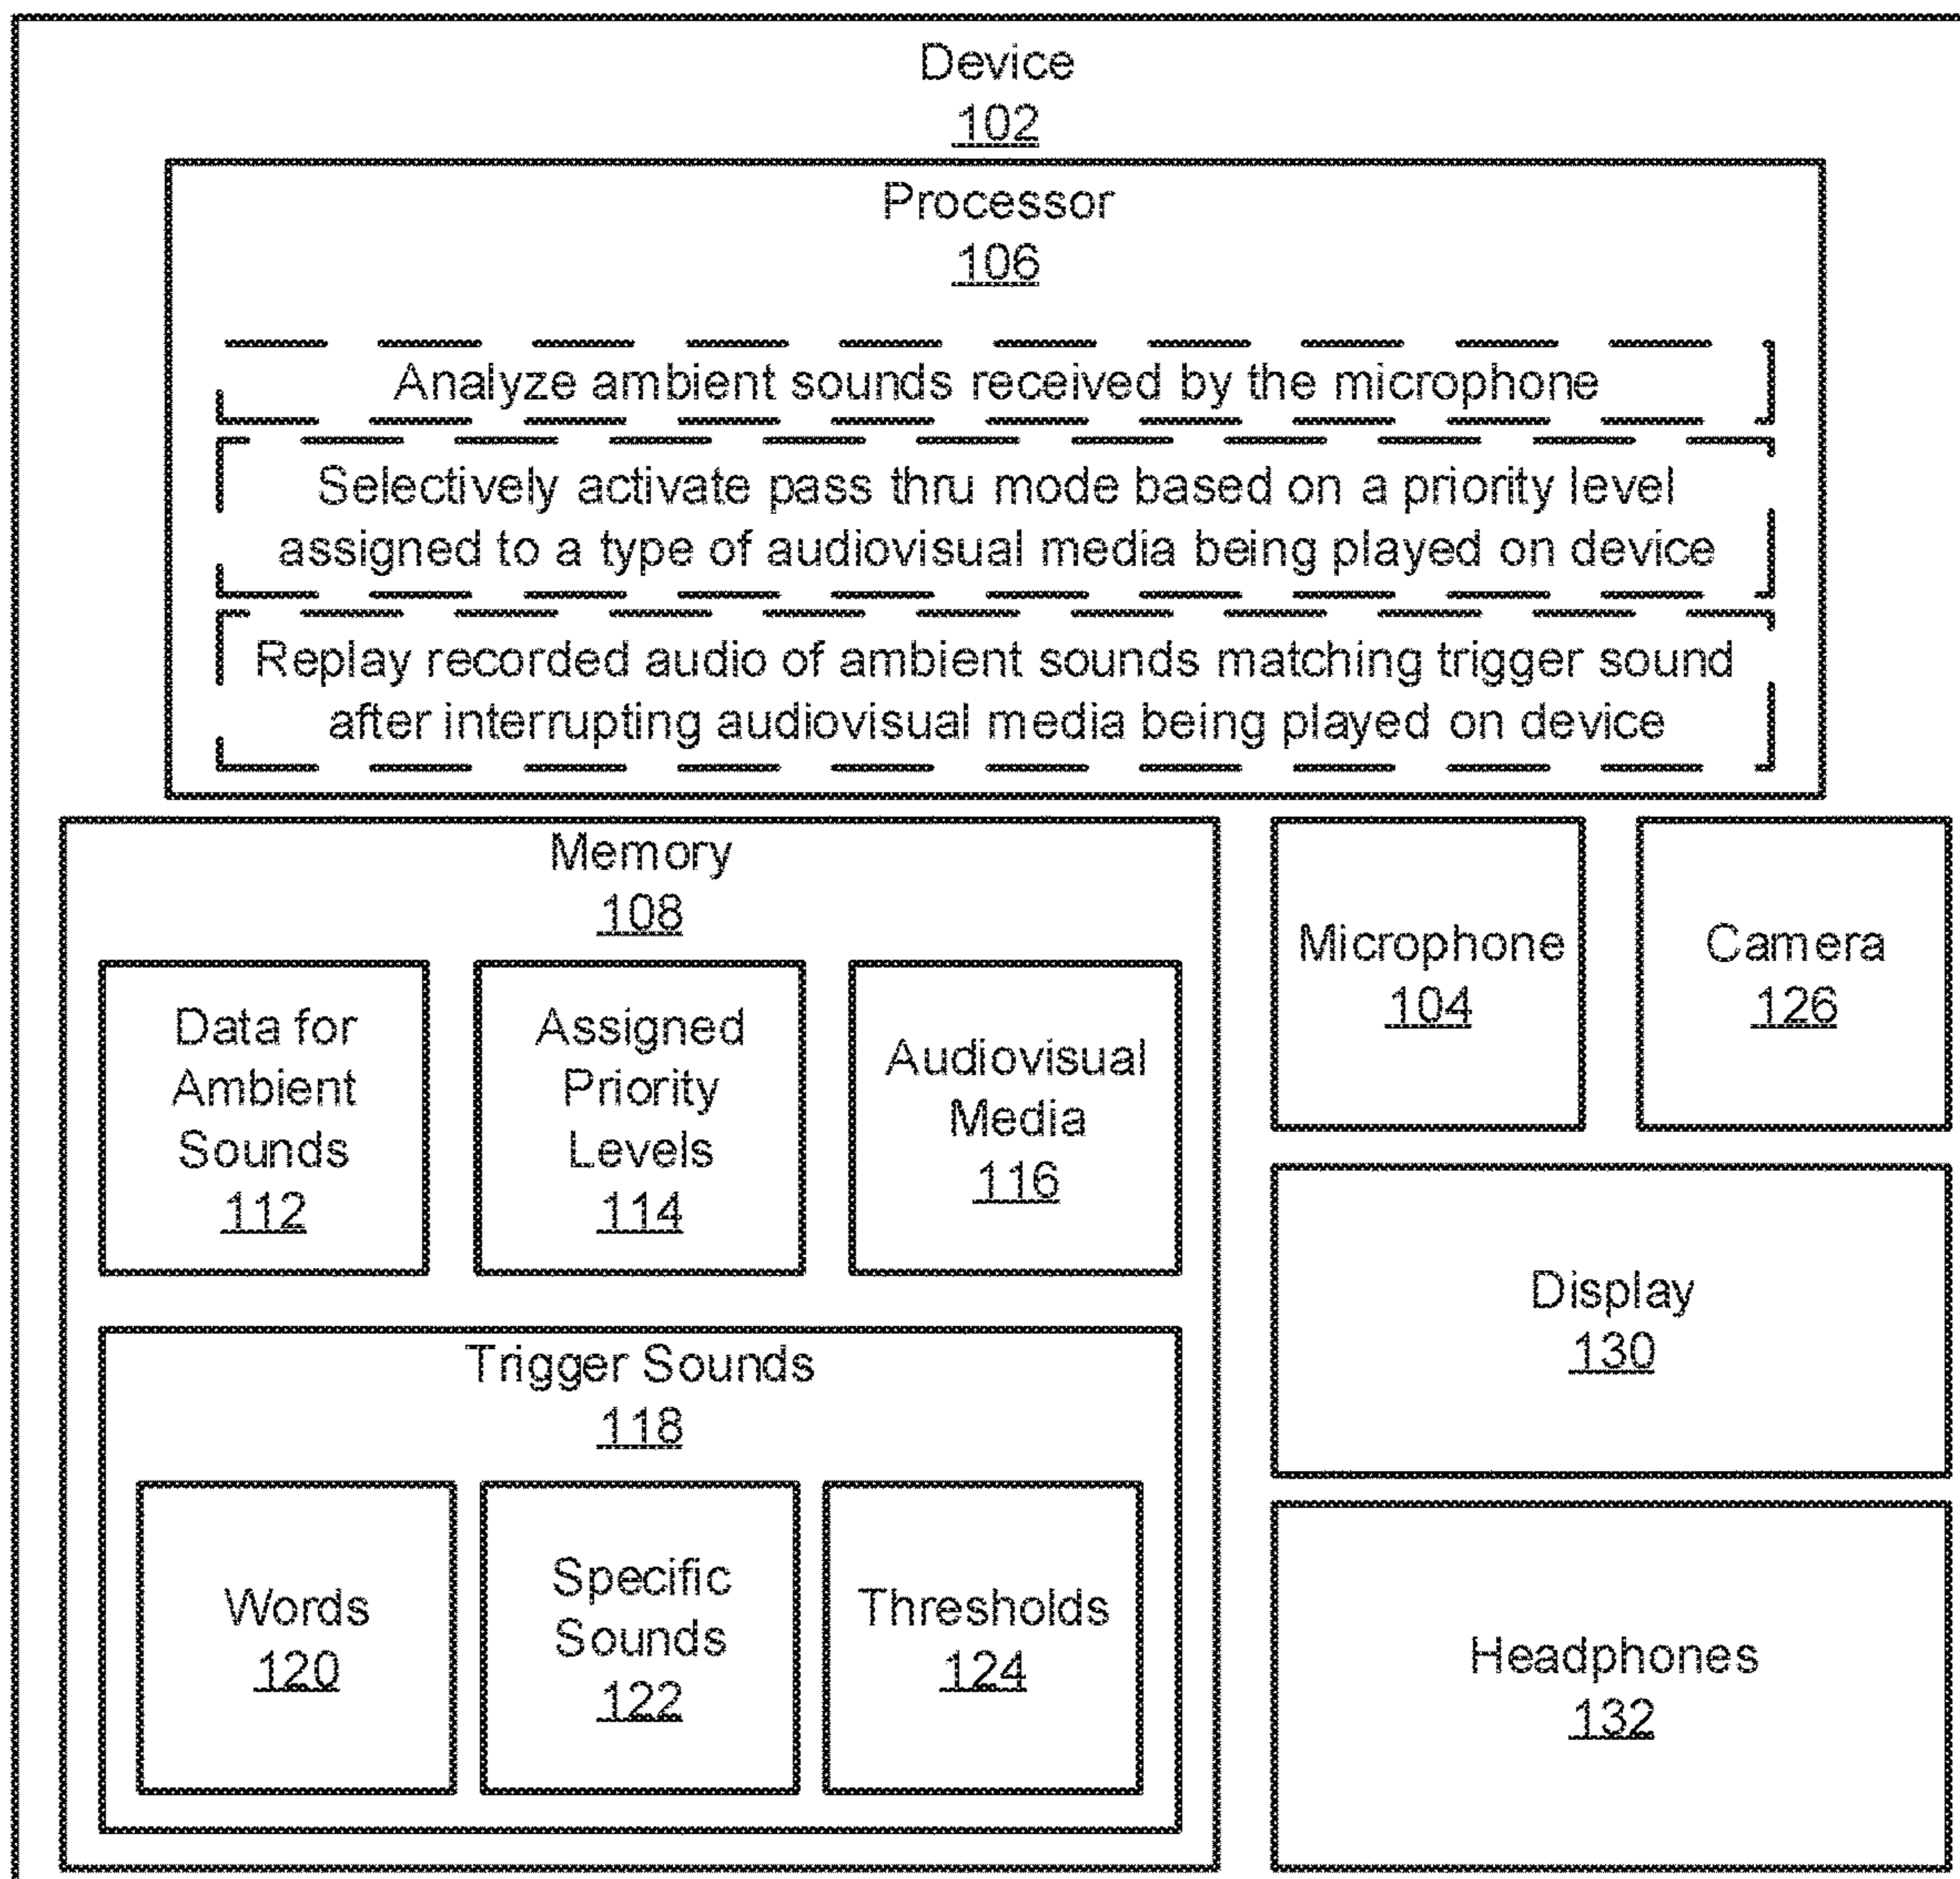 Device
102
Processor
106
Analyze ambient sounds received by the microphone
Selectively activate pass thru mode based on a priority level
assigned to a type of audiovisual media being played on device
Replay recorded audio of ambient sounds matching trigger sound
after interrupting audiovisual media being played on device
Memory
108
Data for
Ambient
Sounds
112
Assigned
Priority
Levels
114
Audiovisual
Media
116
Trigger Sounds
118
Words
120
Specific
Sounds
122
Thresholds
124
Microphone
104
Camera
126
Display
130
Headphones
132